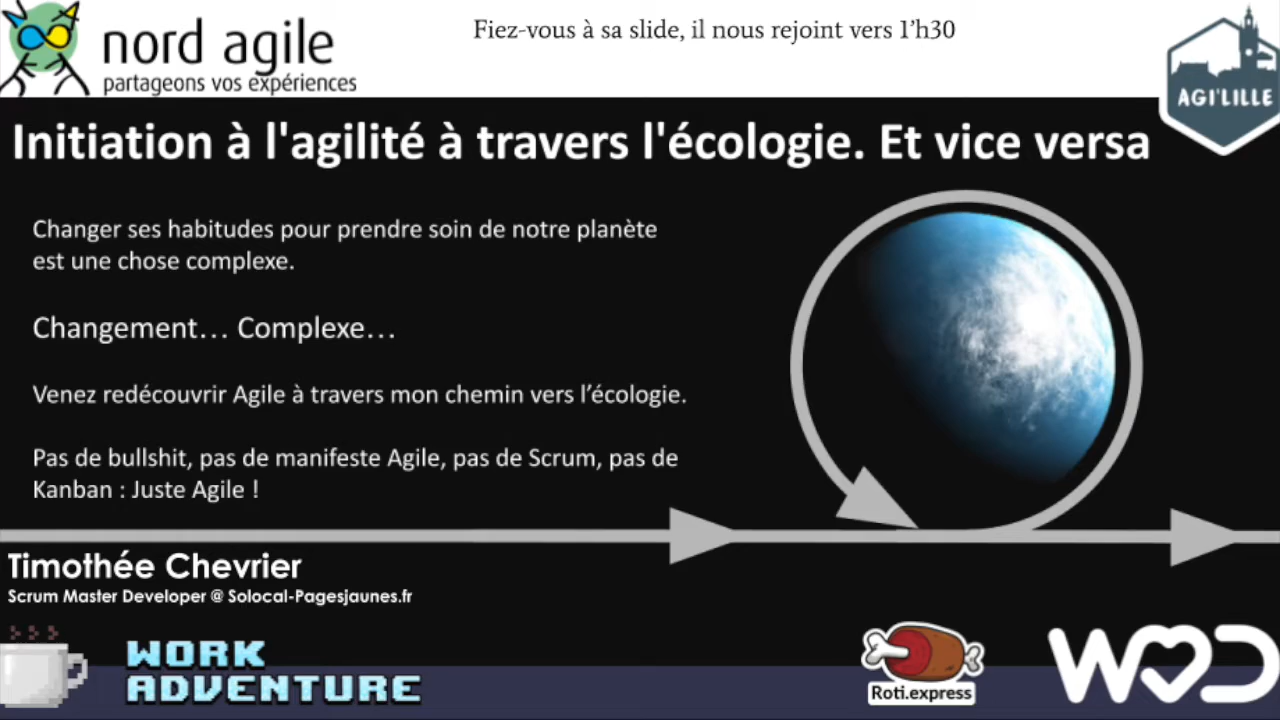 nord agile
partageons vos expériences
Fiez-vous à sa slide, il nous rejoint vers 1'h30
AGI'LILLE
Initiation à l'agilité à travers l'écologie. Et vice versa
Changer ses habitudes pour prendre soin de notre planète
est une chose complexe.
Changement… Complexe…
Venez redécouvrir Agile à travers mon chemin vers l’écologie.
Pas de bullshit, pas de manifeste Agile, pas de Scrum, pas de
Kanban : Juste Agile !
Timothée Chevrier
Scrum Master Developer @ Solocal-Pagesjaunes.fr
WORK
ADVENTURE
Roti.express